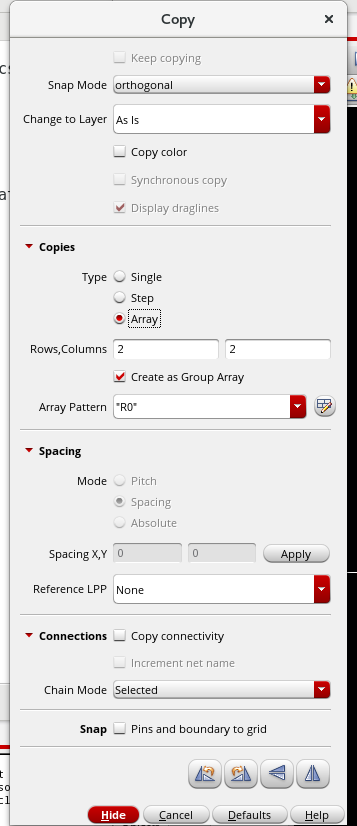 Copy
Keep copying
Snap Mode orthogonal
Change to Layer As Is
Copy color
Synchronous copy
Display draglines
Copies
Type Single
Step
Array
Rows,Columns 2 2
Create as Group Array
Array Pattern "R0"
Spacing
Mode Pitch
Spacing
Absolute
Spacing X,Y 0 0 Apply
Reference LPP None
Connections Copy connectivity
Increment net name
Chain Mode Selected
Snap Pins and boundary to grid
Hide Cancel Defaults Help